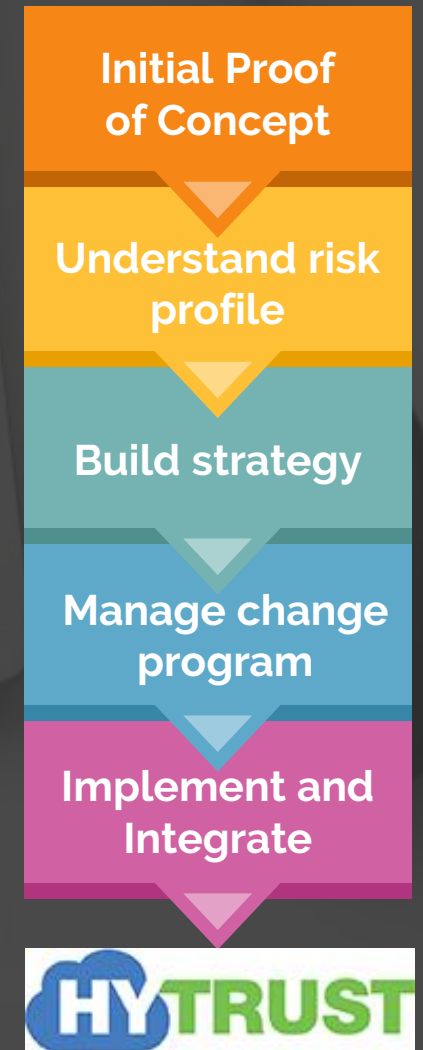 Initial Proof
of Concept
Understand risk
profile
Build strategy
Manage change
program
Implement and
Integrate
HYTRUST